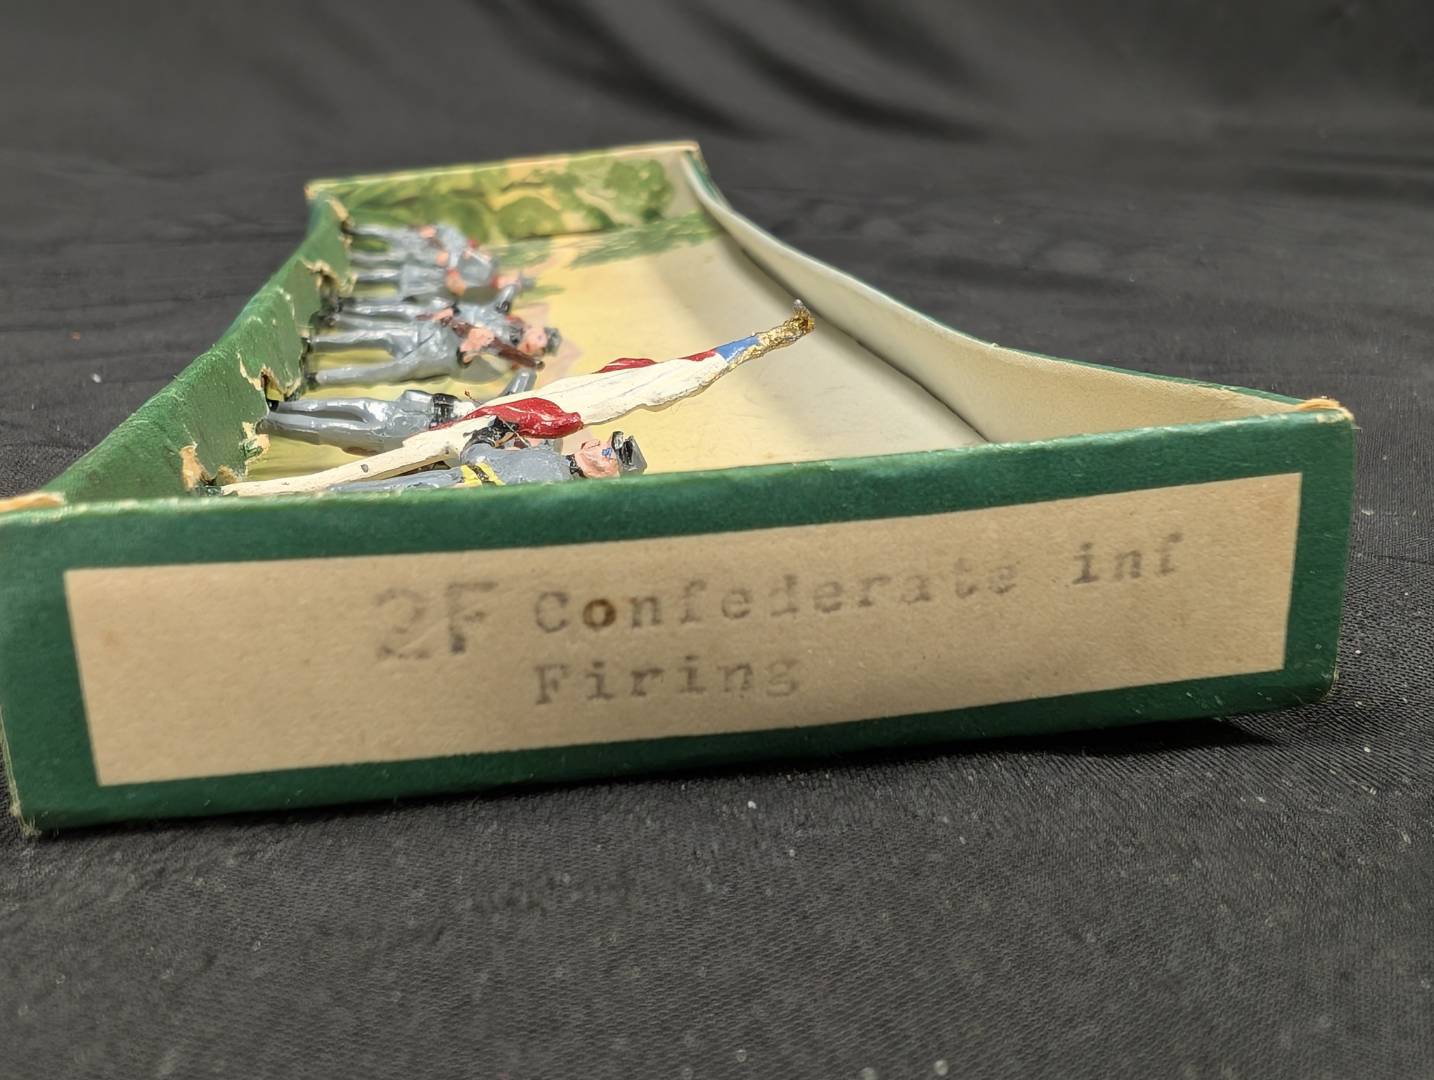 2F Confederate inf
Firing